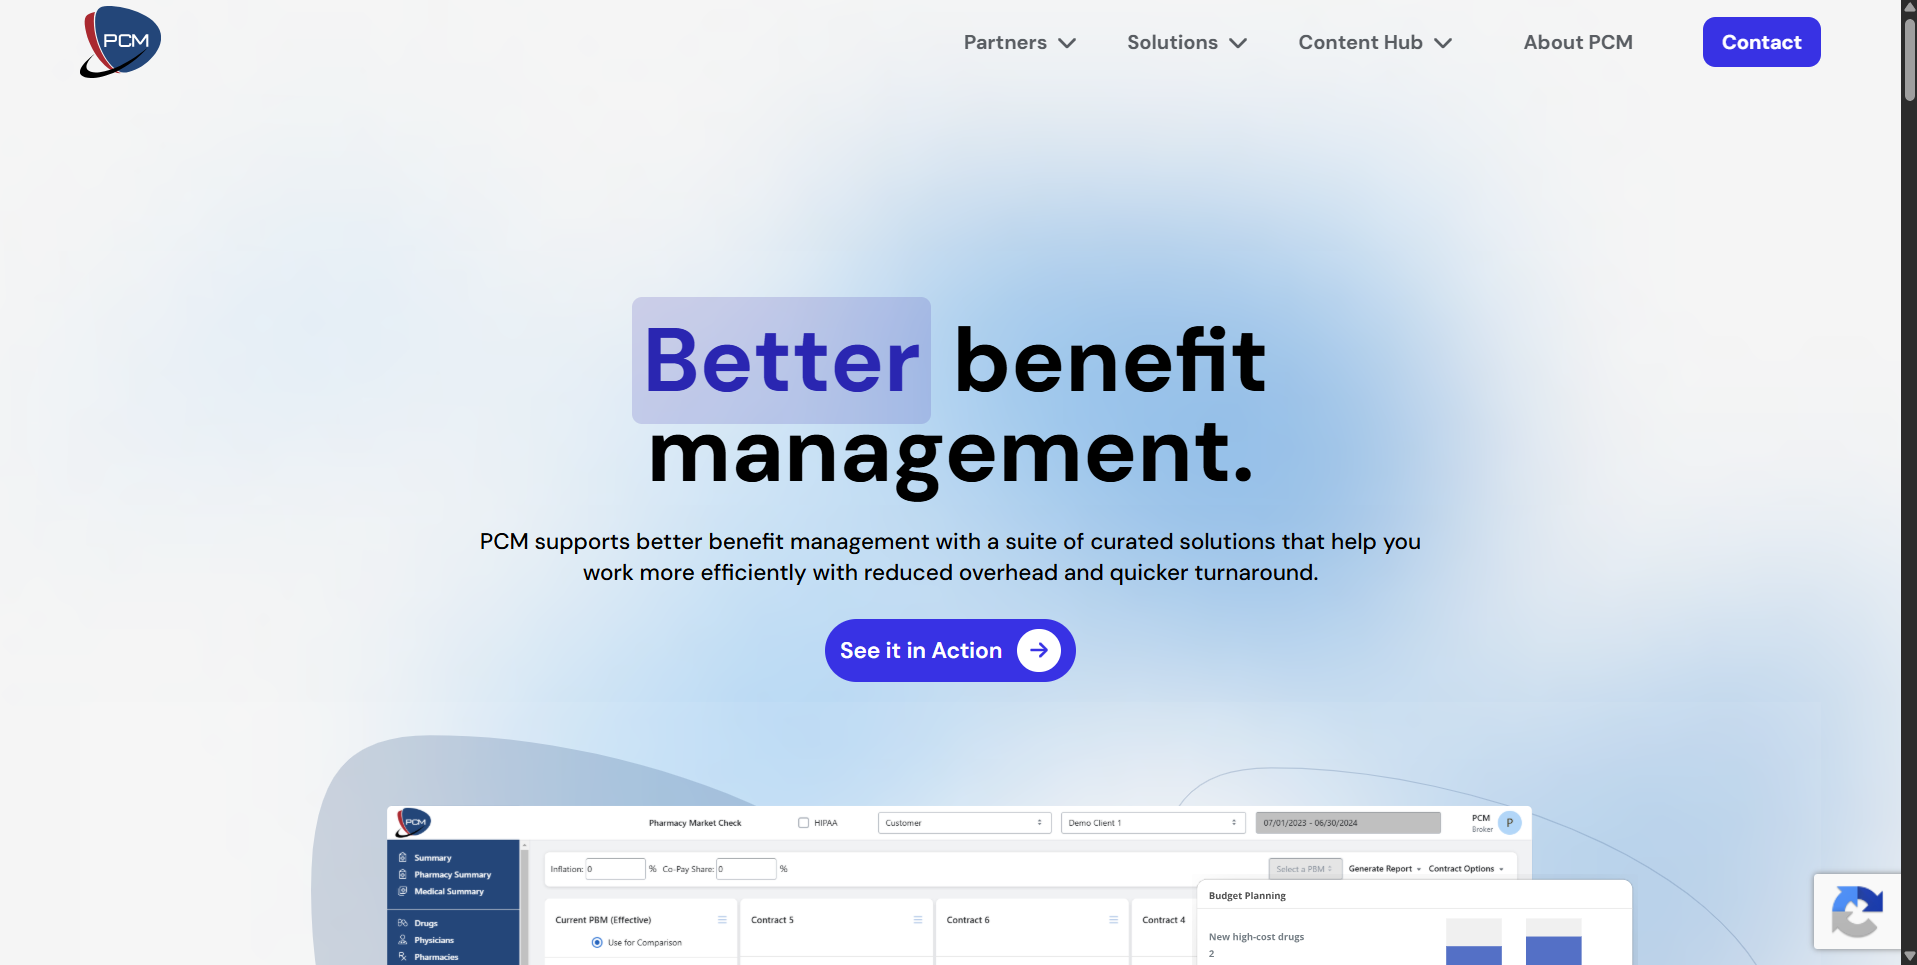 PCM
Partners
Solutions
Content Hub
About PCM
Contact
Better benefit
management.
PCM supports better benefit management with a suite of curated solutions that help you
work more efficiently with reduced overhead and quicker turnaround.
See it in Action
PCM
Pharmacy Market Check
HIPAA
Customer
Demo Client 1
07/01/2023 - 06/30/2024
PCM
Broker
P
Summary
Pharmacy Summary
Medical Summary
Drugs
Physicians
Pharmacies
Inflation: 0 % Co-Pay Share: 0 %
Select a PBM
Generate Report
Contract Options
Current PBM (Effective)
Use for Comparison
Contract 5
Contract 6
Contract 4
Budget Planning
New high-cost drugs
2